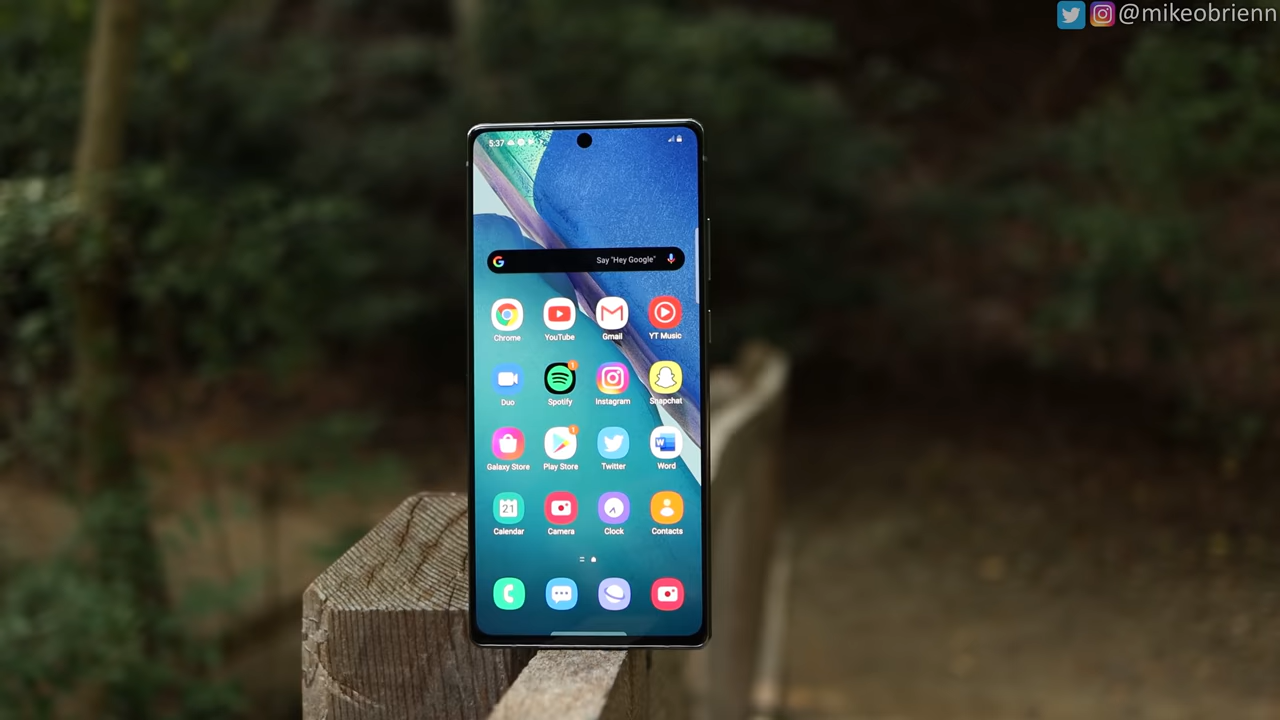 @mikeobrienn
5:37
Say "Hey Google"
Chrome YouTube Gmail YT Music
Duo Spotify Instagram Snapchat
Galaxy Store Play Store Twitter Word
21
Calendar Camera Clock Contacts